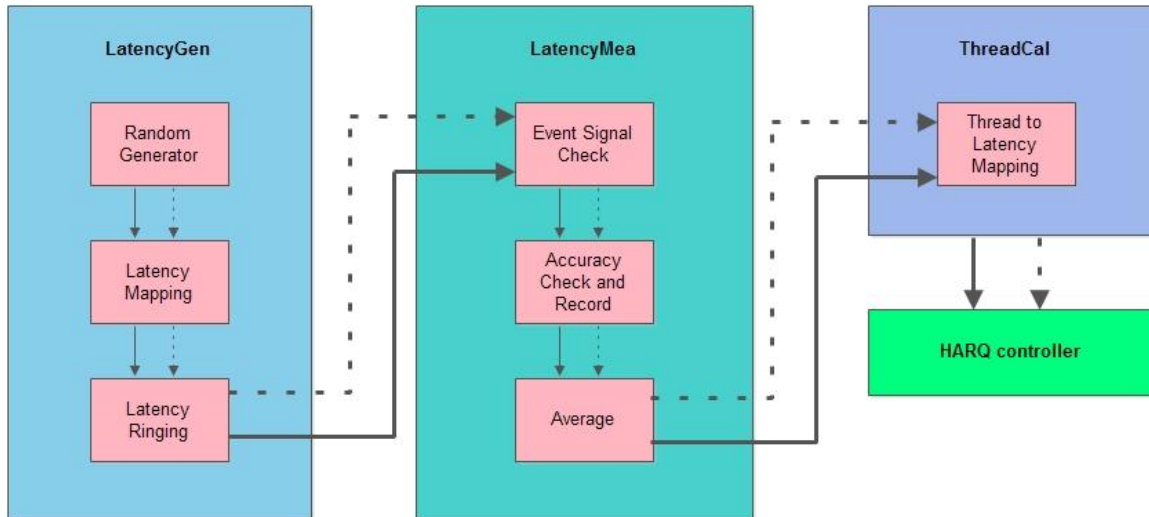 LatencyGen
Random
Generator
Latency
Mapping
Latency
Ringing
LatencyMea
Event Signal
Check
Accuracy
Check and
Record
Average
ThreadCal
Thread to
Latency
Mapping
HARQ controller